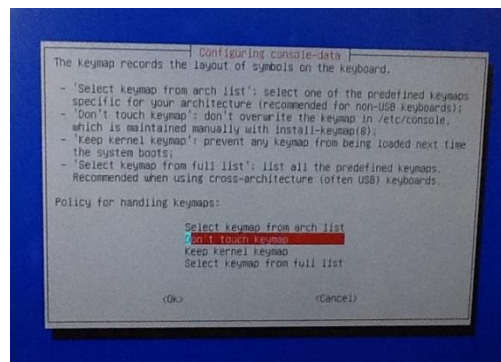 Configuring console-data
The keymap records the layout of symbols on the keyboard.
- 'Select keymap from arch list': select one of the predefined keymaps
specific for your architecture (recommended for non-USB keyboards);
- 'Don't touch keymap': don't overwrite the keymap in /etc/console,
which is maintained manually with install-keymap(8);
- 'Keep kernel keymap': prevent any keymap from being loaded next time
the system boots;
- 'Select keymap from full list': list all the predefined keymaps.
Recommended when using cross-architecture (often USB) keyboards.
Policy for handling keymaps:
Select keymap from arch list
Don't touch keymap
Keep kernel keymap
Select keymap from full list
<Ok> <Cancel>